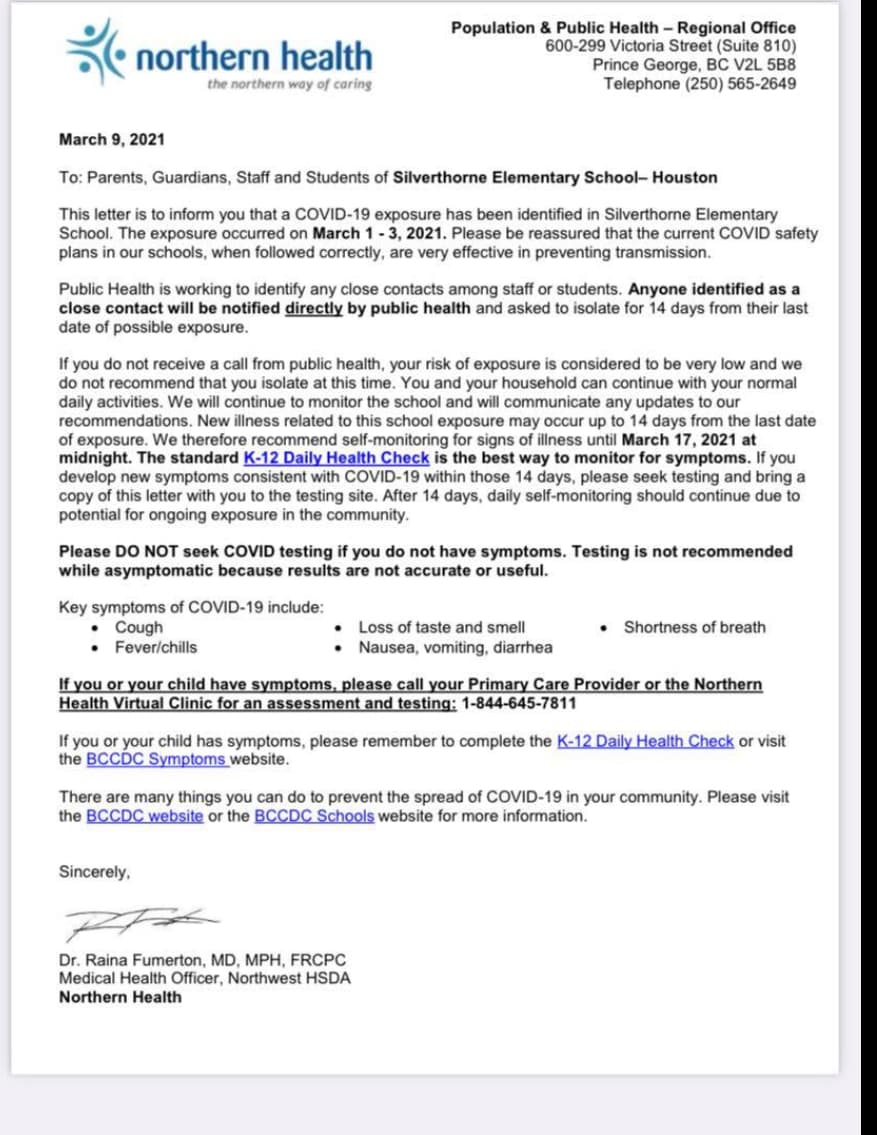 northern health
the northern way of caring
Population & Public Health – Regional Office
600-299 Victoria Street (Suite 810)
Prince George, BC V2L 5B8
Telephone (250) 565-2649
March 9, 2021
To: Parents, Guardians, Staff and Students of Silverthorne Elementary School– Houston
This letter is to inform you that a COVID-19 exposure has been identified in Silverthorne Elementary
School. The exposure occurred on March 1 - 3, 2021. Please be reassured that the current COVID safety
plans in our schools, when followed correctly, are very effective in preventing transmission.
Public Health is working to identify any close contacts among staff or students. Anyone identified as a
close contact will be notified directly by public health and asked to isolate for 14 days from their last
date of possible exposure.
If you do not receive a call from public health, your risk of exposure is considered to be very low and we
do not recommend that you isolate at this time. You and your household can continue with your normal
daily activities. We will continue to monitor the school and will communicate any updates to our
recommendations. New illness related to this school exposure may occur up to 14 days from the last date
of exposure. We therefore recommend self-monitoring for signs of illness until March 17, 2021 at
midnight. The standard K-12 Daily Health Check is the best way to monitor for symptoms. If you
develop new symptoms consistent with COVID-19 within those 14 days, please seek testing and bring a
copy of this letter with you to the testing site. After 14 days, daily self-monitoring should continue due to
potential for ongoing exposure in the community.
Please DO NOT seek COVID testing if you do not have symptoms. Testing is not recommended
while asymptomatic because results are not accurate or useful.
Key symptoms of COVID-19 include:
• Cough • Loss of taste and smell • Shortness of breath
• Fever/chills • Nausea, vomiting, diarrhea
If you or your child have symptoms, please call your Primary Care Provider or the Northern
Health Virtual Clinic for an assessment and testing: 1-844-645-7811
If you or your child has symptoms, please remember to complete the K-12 Daily Health Check or visit
the BCCDC Symptoms website.
There are many things you can do to prevent the spread of COVID-19 in your community. Please visit
the BCCDC website or the BCCDC Schools website for more information.
Sincerely,
Dr. Raina Fumerton, MD, MPH, FRCPC
Medical Health Officer, Northwest HSDA
Northern Health